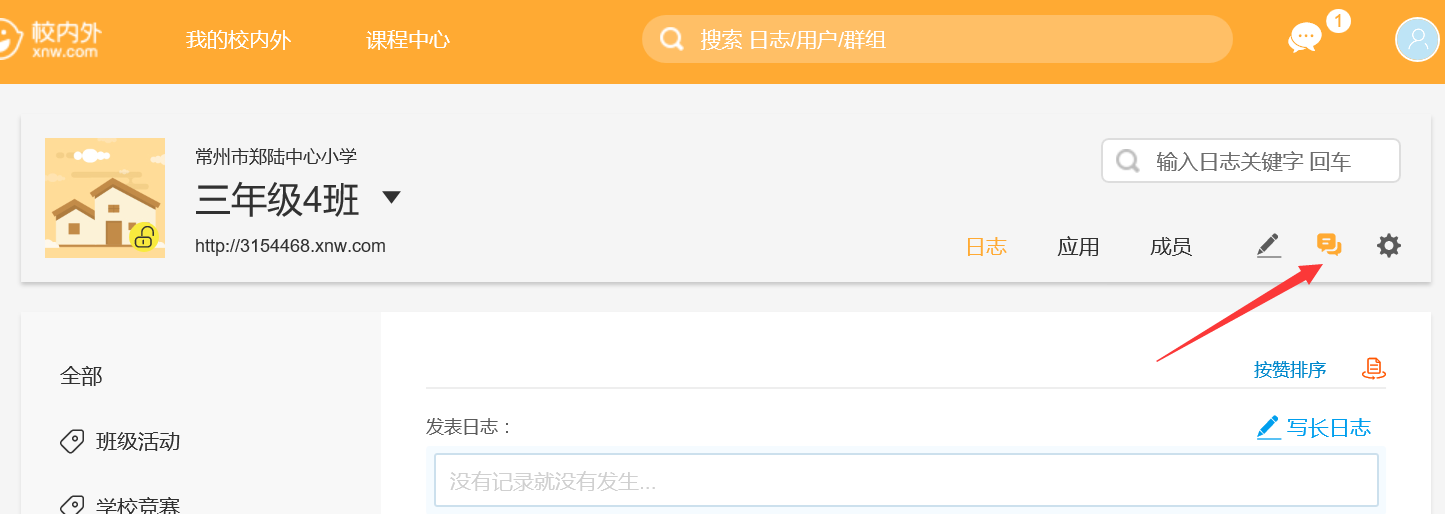 校内外
xnw.com
我的校内外
课程中心
搜索 日志/用户/群组
1
常州市郑陆中心小学
三年级4班
http://3154468.xnw.com
输入日志关键字 回车
日志
应用
成员
全部
班级活动
学校竞赛
按赞排序
发表日志：
写长日志
没有记录就没有发生...